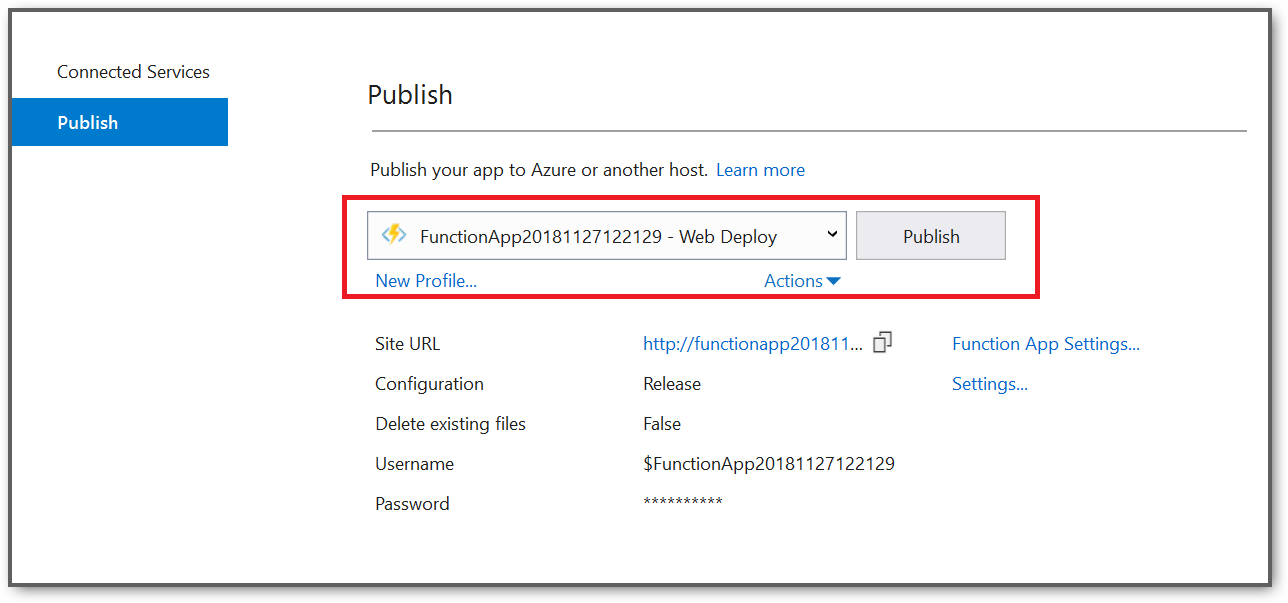 Connected Services
Publish
Publish
Publish your app to Azure or another host. Learn more
FunctionApp20181127122129 - Web Deploy
Publish
New Profile...
Actions
Site URL http://functionapp201811... Function App Settings...
Configuration Release Settings...
Delete existing files False
Username $FunctionApp20181127122129
Password **********